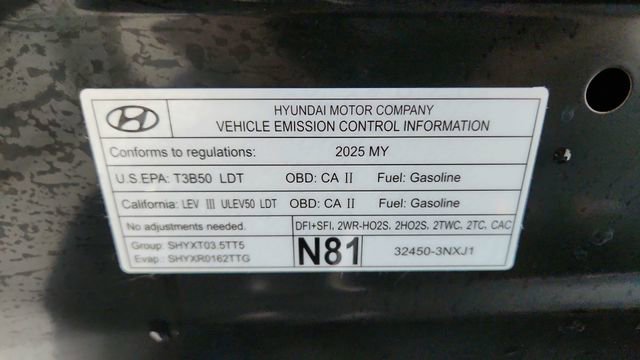 HYUNDAI MOTOR COMPANY
VEHICLE EMISSION CONTROL INFORMATION
Conforms to regulations: 2025 MY
U.S.EPA: T3B50 LDT OBD: CA II Fuel: Gasoline
California: LEV III ULEV50 LDT OBD: CA II Fuel: Gasoline
No adjustments needed. DFI+SFI, 2WR-HO2S, 2HO2S, 2TWC, 2TC, CAC
Group: SHYXT03.5TT5
Evap.: SHYXR0162TTG
N81 32450-3NXJ1